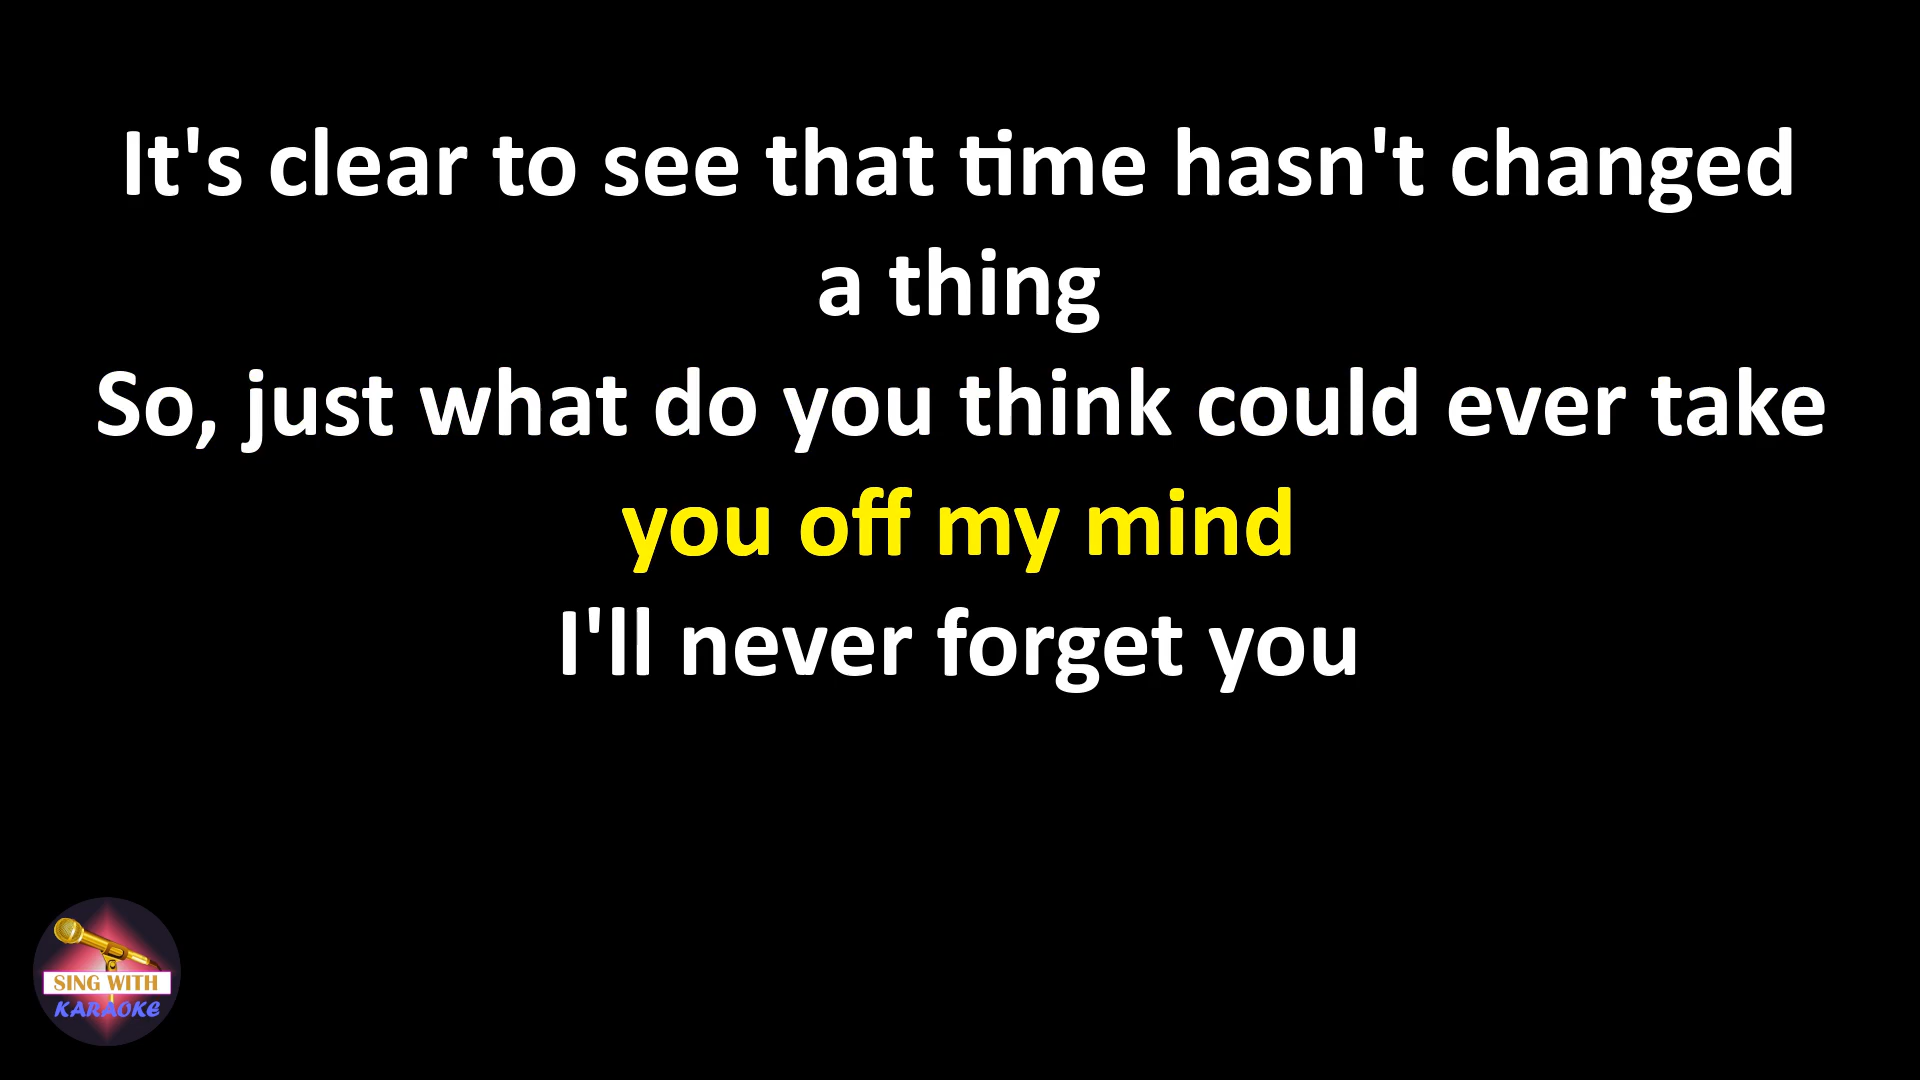 It's clear to see that time hasn't changed
a thing
So, just what do you think could ever take
you off my mind
I'll never forget you
SING WITH
KARAOKE